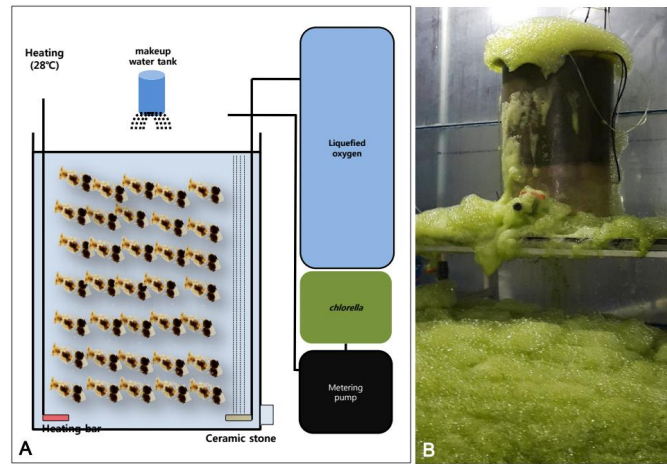 Heating
(28℃)
makeup
water tank
Liquefied
oxygen
chlorella
Metering
pump
Heating bar
Ceramic stone
A
B